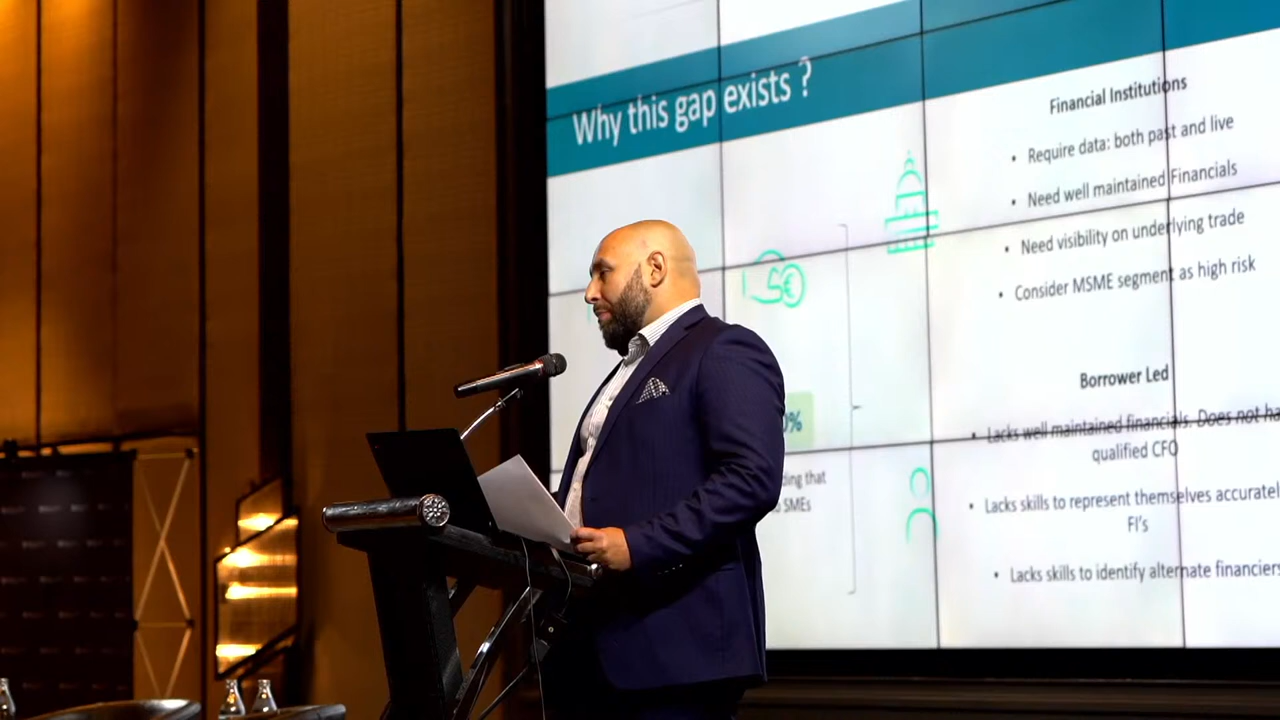 Why this gap exists ?
Financial Institutions
• Require data: both past and live
• Need well maintained Financials
• Need visibility on underlying trade
• Consider MSME segment as high risk
Borrower Led
• Lacks well maintained financials. Does not
qualified CFO
• Lacks skills to represent themselves
FI's
• Lacks skills to identify alternate financiers
%
that
SMEs